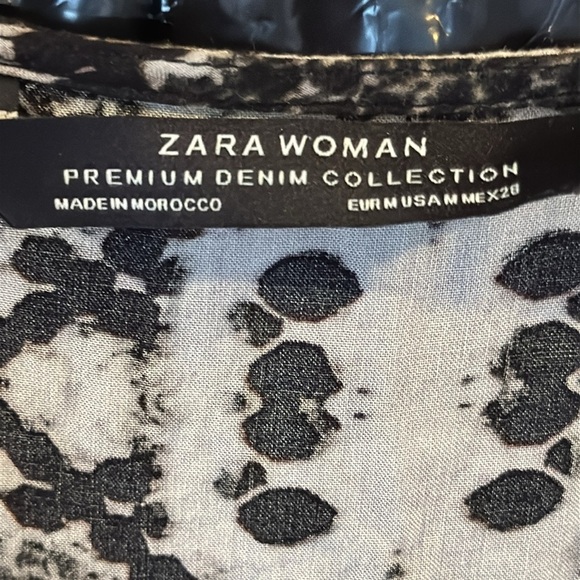 ZARA WOMAN
PREMIUM DENIM COLLECTION
MADE IN MOROCCO EUR M USA M MEX 28